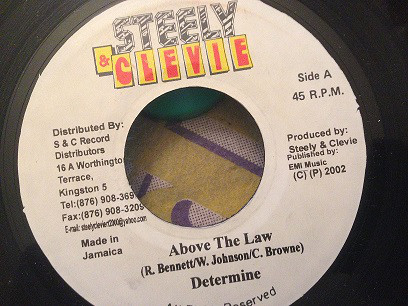 STEELY
& CLEVIE
Side A
45 R.P.M.
Distributed By:
S & C Record
Distributors
16 A Worthington
Terrace,
Kingston 5
Tel:(876) 908-369
Fax:(876) 908-3209
E-mail:
Made in
Jamaica
Produced by:
Steely & Clevie
Published by:
EMI Music
(C) (P) 2002
Above The Law
(R. Bennett/W. Johnson/C. Browne)
Determine
Reserved